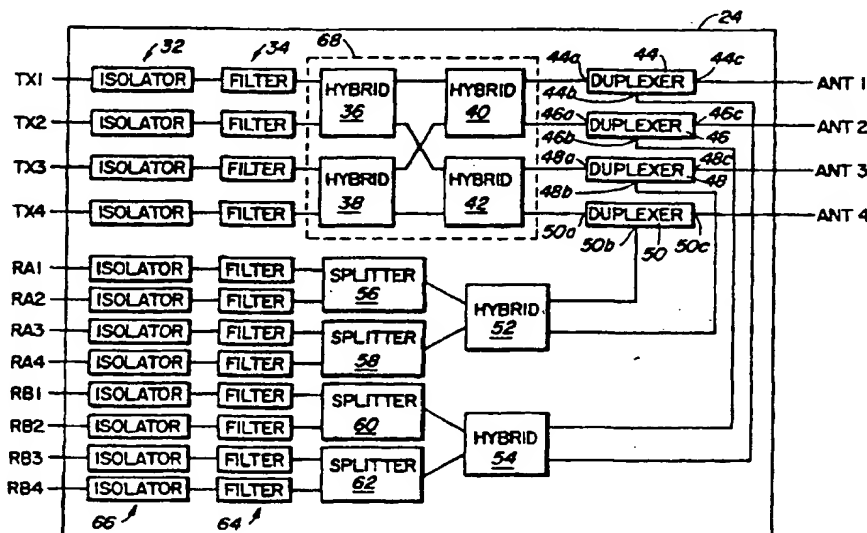 24
32
34
68
44a
44
44c
TX1
ISOLATOR
FILTER
HYBRID
36
HYBRID
40
DUPLEXER
ANT 1
44b
46a
46c
TX2
ISOLATOR
FILTER
DUPLEXER
ANT 2
46b
46
48a
48c
TX3
ISOLATOR
FILTER
HYBRID
38
HYBRID
42
DUPLEXER
ANT 3
48b
48
TX4
ISOLATOR
FILTER
DUPLEXER
ANT 4
50a
50b
50
50c
RA1
ISOLATOR
FILTER
SPLITTER
56
RA2
ISOLATOR
FILTER
HYBRID
52
RA3
ISOLATOR
FILTER
SPLITTER
58
RA4
ISOLATOR
FILTER
RB1
ISOLATOR
FILTER
SPLITTER
60
RB2
ISOLATOR
FILTER
HYBRID
54
RB3
ISOLATOR
FILTER
SPLITTER
62
RB4
ISOLATOR
FILTER
66
64